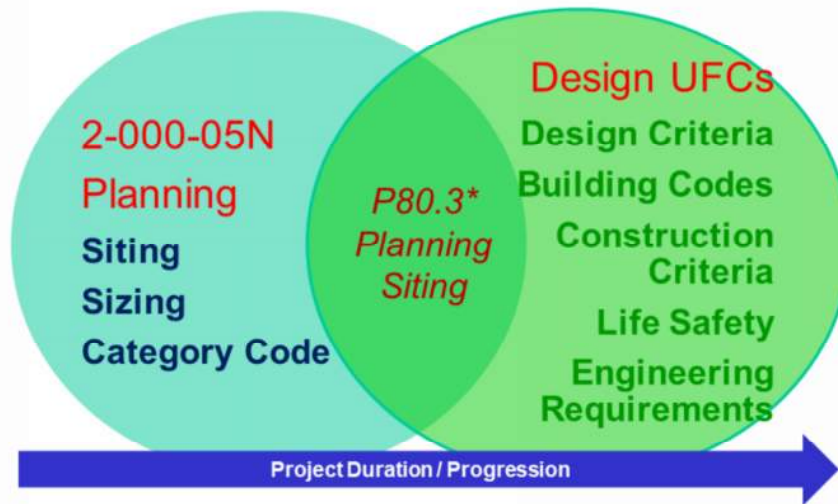 2-000-05N
Planning
Siting
Sizing
Category Code
P80.3*
Planning
Siting
Design UFCs
Design Criteria
Building Codes
Construction
Criteria
Life Safety
Engineering
Requirements
Project Duration / Progression